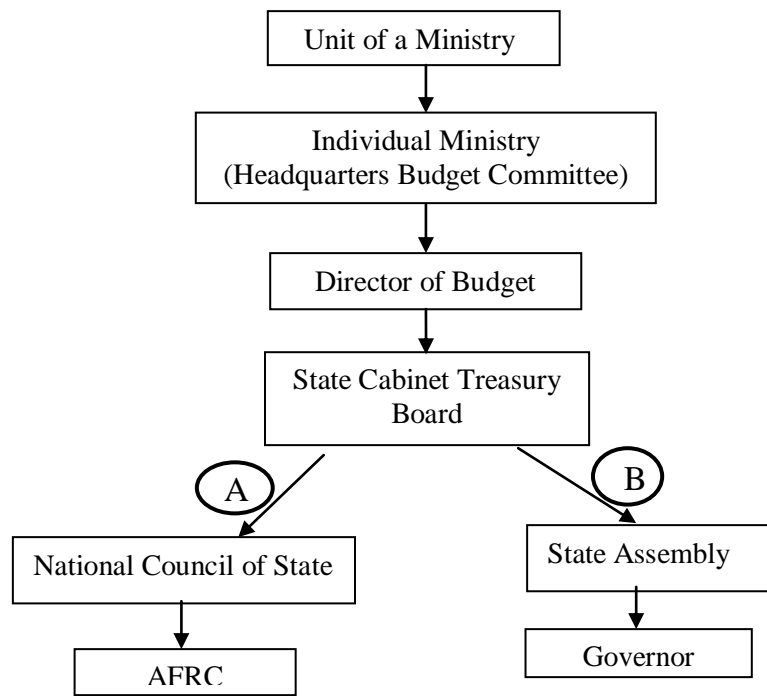 Unit of a Ministry
Individual Ministry
(Headquarters Budget Committee)
Director of Budget
State Cabinet Treasury
Board
A
B
National Council of State
State Assembly
AFRC
Governor